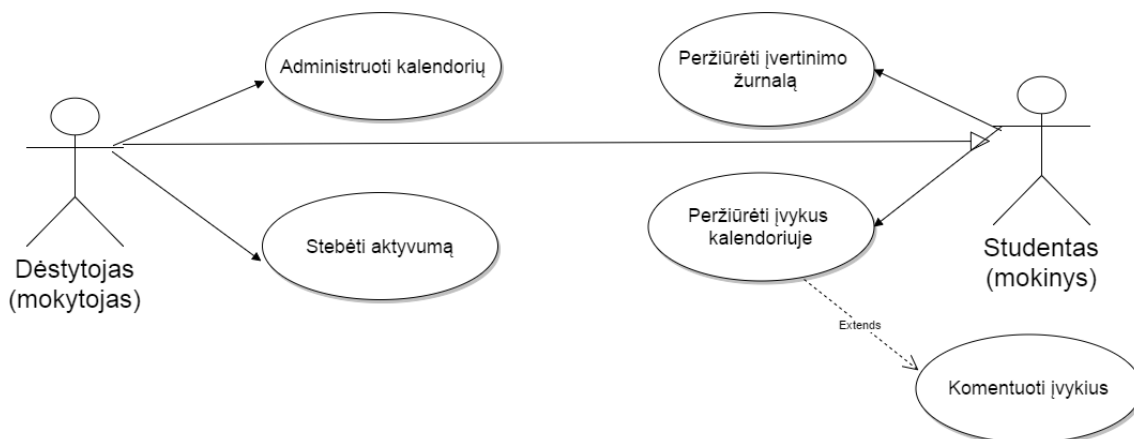 Administruoti kalendorių
Peržiūrėti įvertinimo
žurnalą
Stebėti aktyvumą
Peržiūrėti įvykus
kalendoriuje
Dėstytojas
(mokytojas)
Studentas
(mokinys)
Extends
Komentuoti įvykius